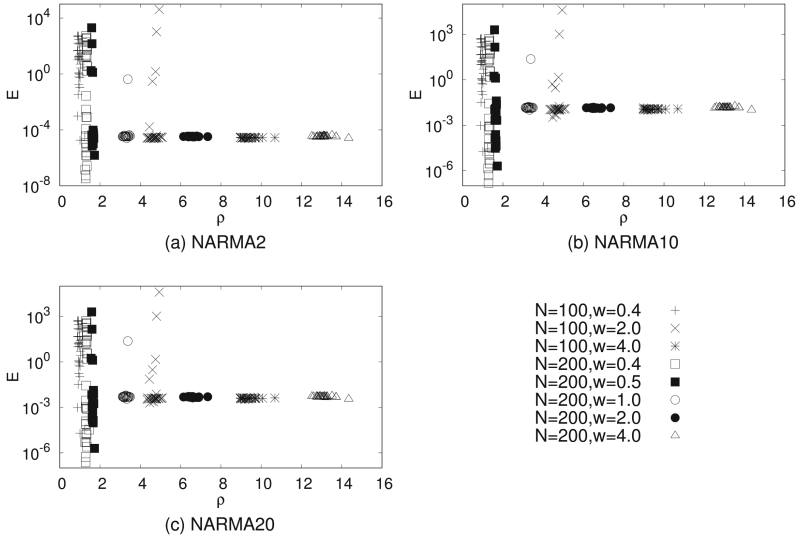 10^4
10^0
10^-4
10^-8
E
0 2 4 6 8 10 12 14 16
ρ
(a) NARMA2
10^3
10^0
10^-3
10^-6
E
0 2 4 6 8 10 12 14 16
ρ
(b) NARMA10
10^3
10^0
10^-3
10^-6
E
0 2 4 6 8 10 12 14 16
ρ
(c) NARMA20
N=100,w=0.4
N=100,w=2.0
N=100,w=4.0
N=200,w=0.4
N=200,w=0.5
N=200,w=1.0
N=200,w=2.0
N=200,w=4.0